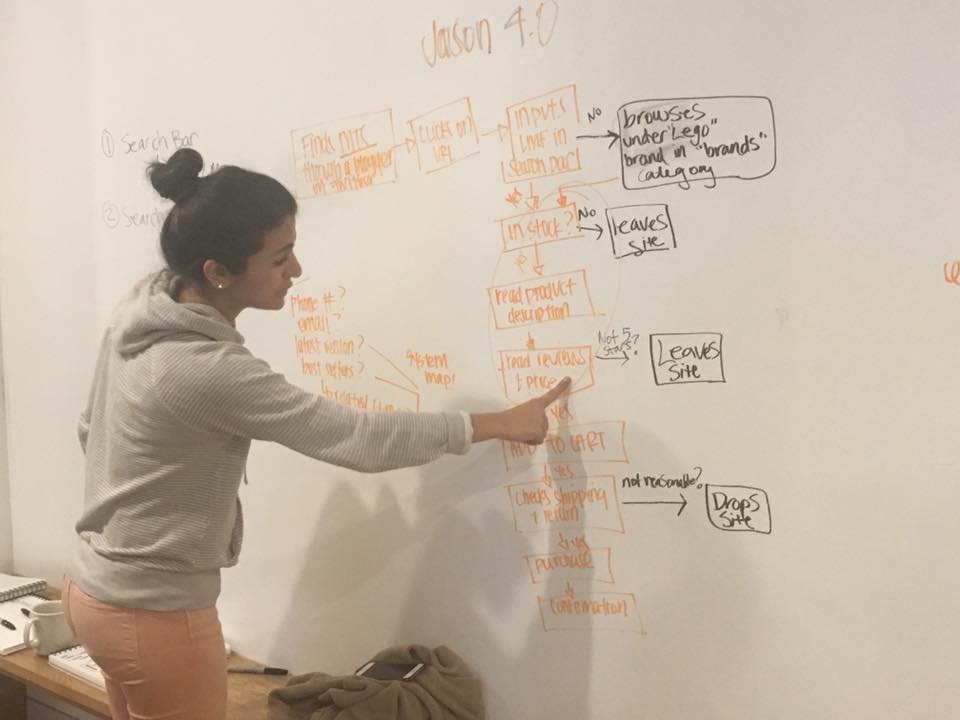 Jason 4.0
① Search Bar
② Search
Finds
through a blogger
on twitter
clicks on
URL
inputs
in
search bar
No
browses
under "Lego"
brand in "brands"
category
in stock?
No
leaves
site
read product
description
read reviews
& price
Not 5
stars?
Leaves
site
yes
ADD TO CART
yes
checks shipping
& return
not reasonable?
Drops
site
yes
purchase
confirmation
Phone #?
email?
latest version?
best sellers?
related
system
map!